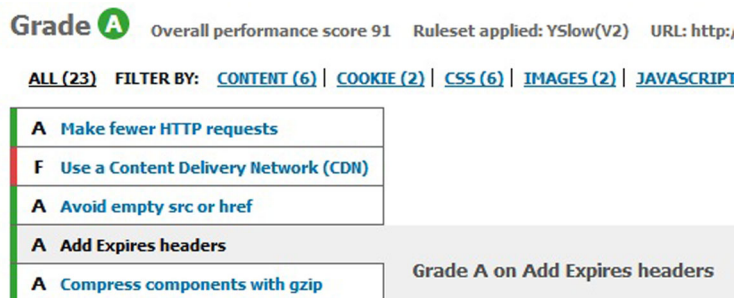 Grade A Overall performance score 91 Ruleset applied: YSlow(V2) URL: http:/
ALL (23) FILTER BY: CONTENT (6) | COOKIE (2) | CSS (6) | IMAGES (2) | JAVASCRIPT
A Make fewer HTTP requests
F Use a Content Delivery Network (CDN)
A Avoid empty src or href
A Add Expires headers
A Compress components with gzip
Grade A on Add Expires headers